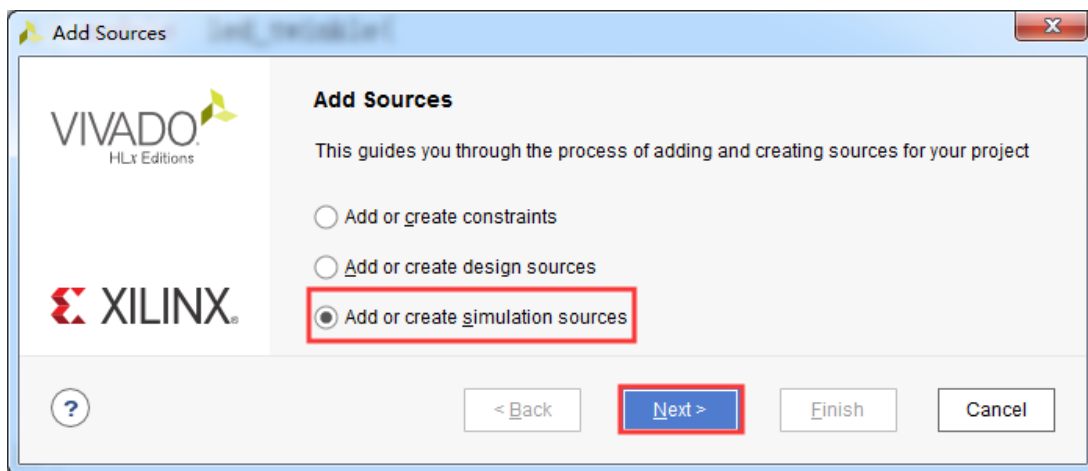 Add Sources
led_twinkle(
VIVADO
HLx Editions
Add Sources
This guides you through the process of adding and creating sources for your project
Add or create constraints
Add or create design sources
Add or create simulation sources
XILINX
?
< Back
Next >
Finish
Cancel